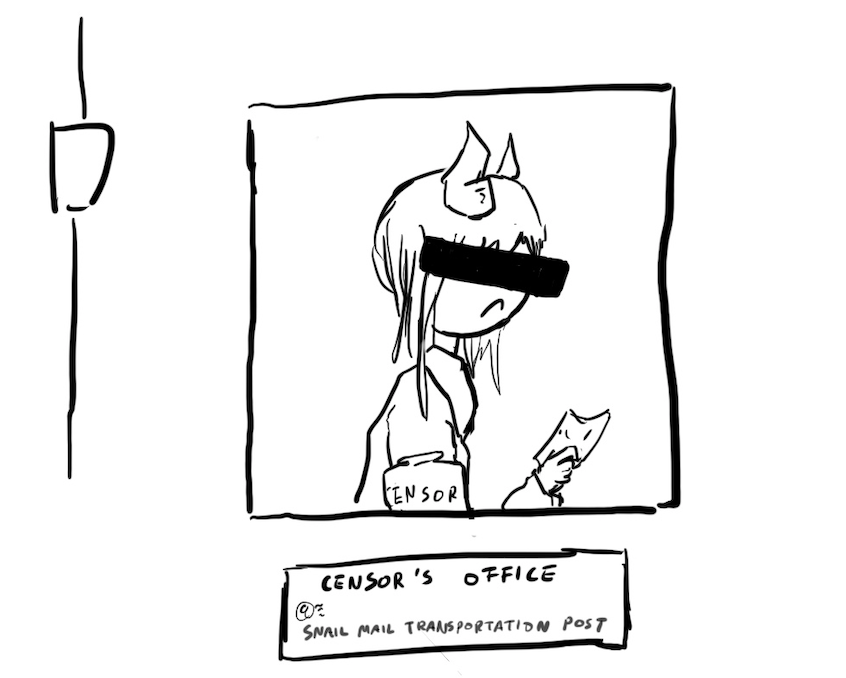 CENSOR
CENSOR'S OFFICE
@
SNAIL MAIL TRANSPORTATION POST